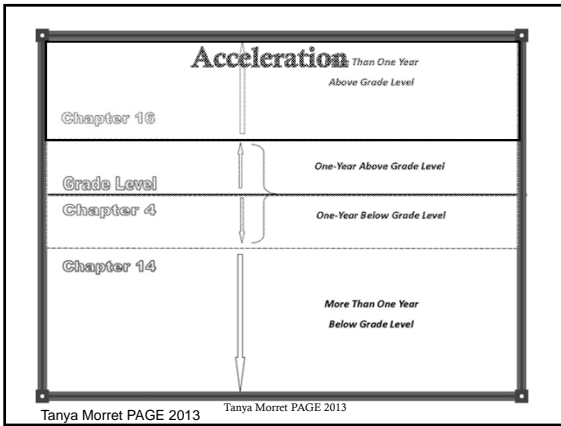 Acceleration
Than One Year
Above Grade Level
Chapter 16
One-Year Above Grade Level
Grade Level
Chapter 4
One-Year Below Grade Level
Chapter 14
More Than One Year
Below Grade Level
Tanya Morret PAGE 2013
Tanya Morret PAGE 2013